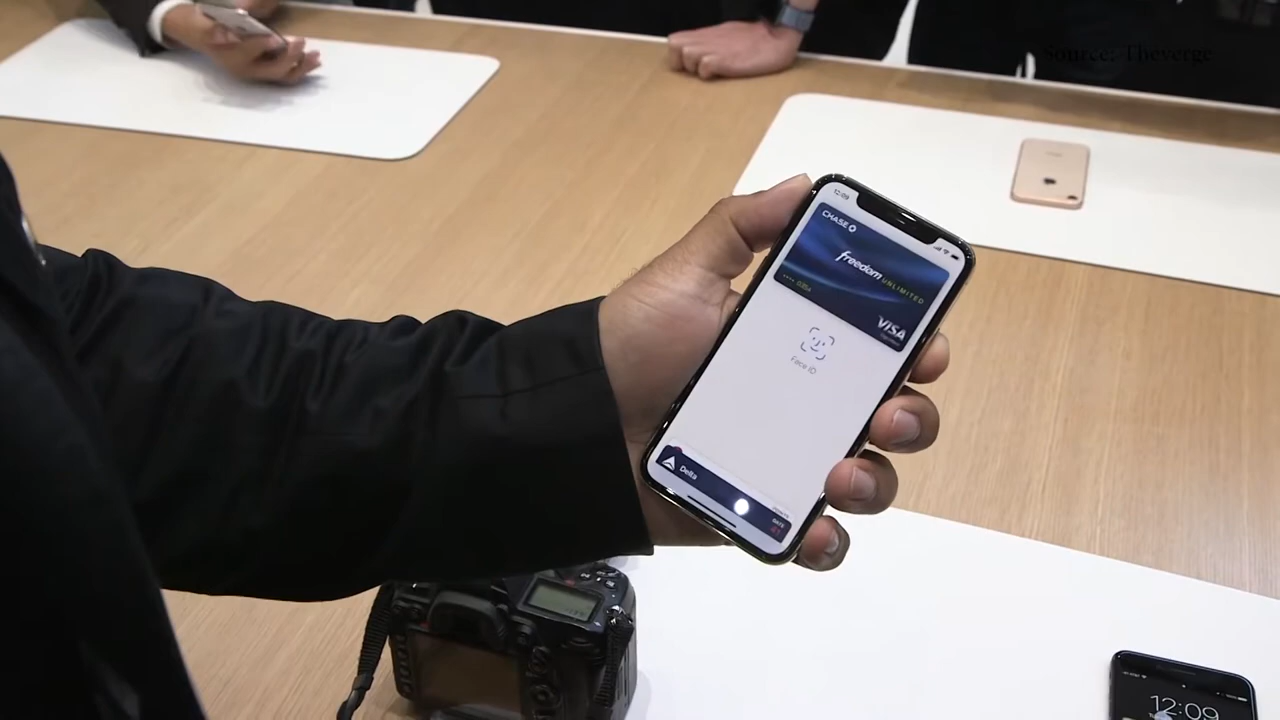 Source: Theverge
12:09
CHASE
freedom UNLIMITED
VISA
Face ID
Delta
12:09